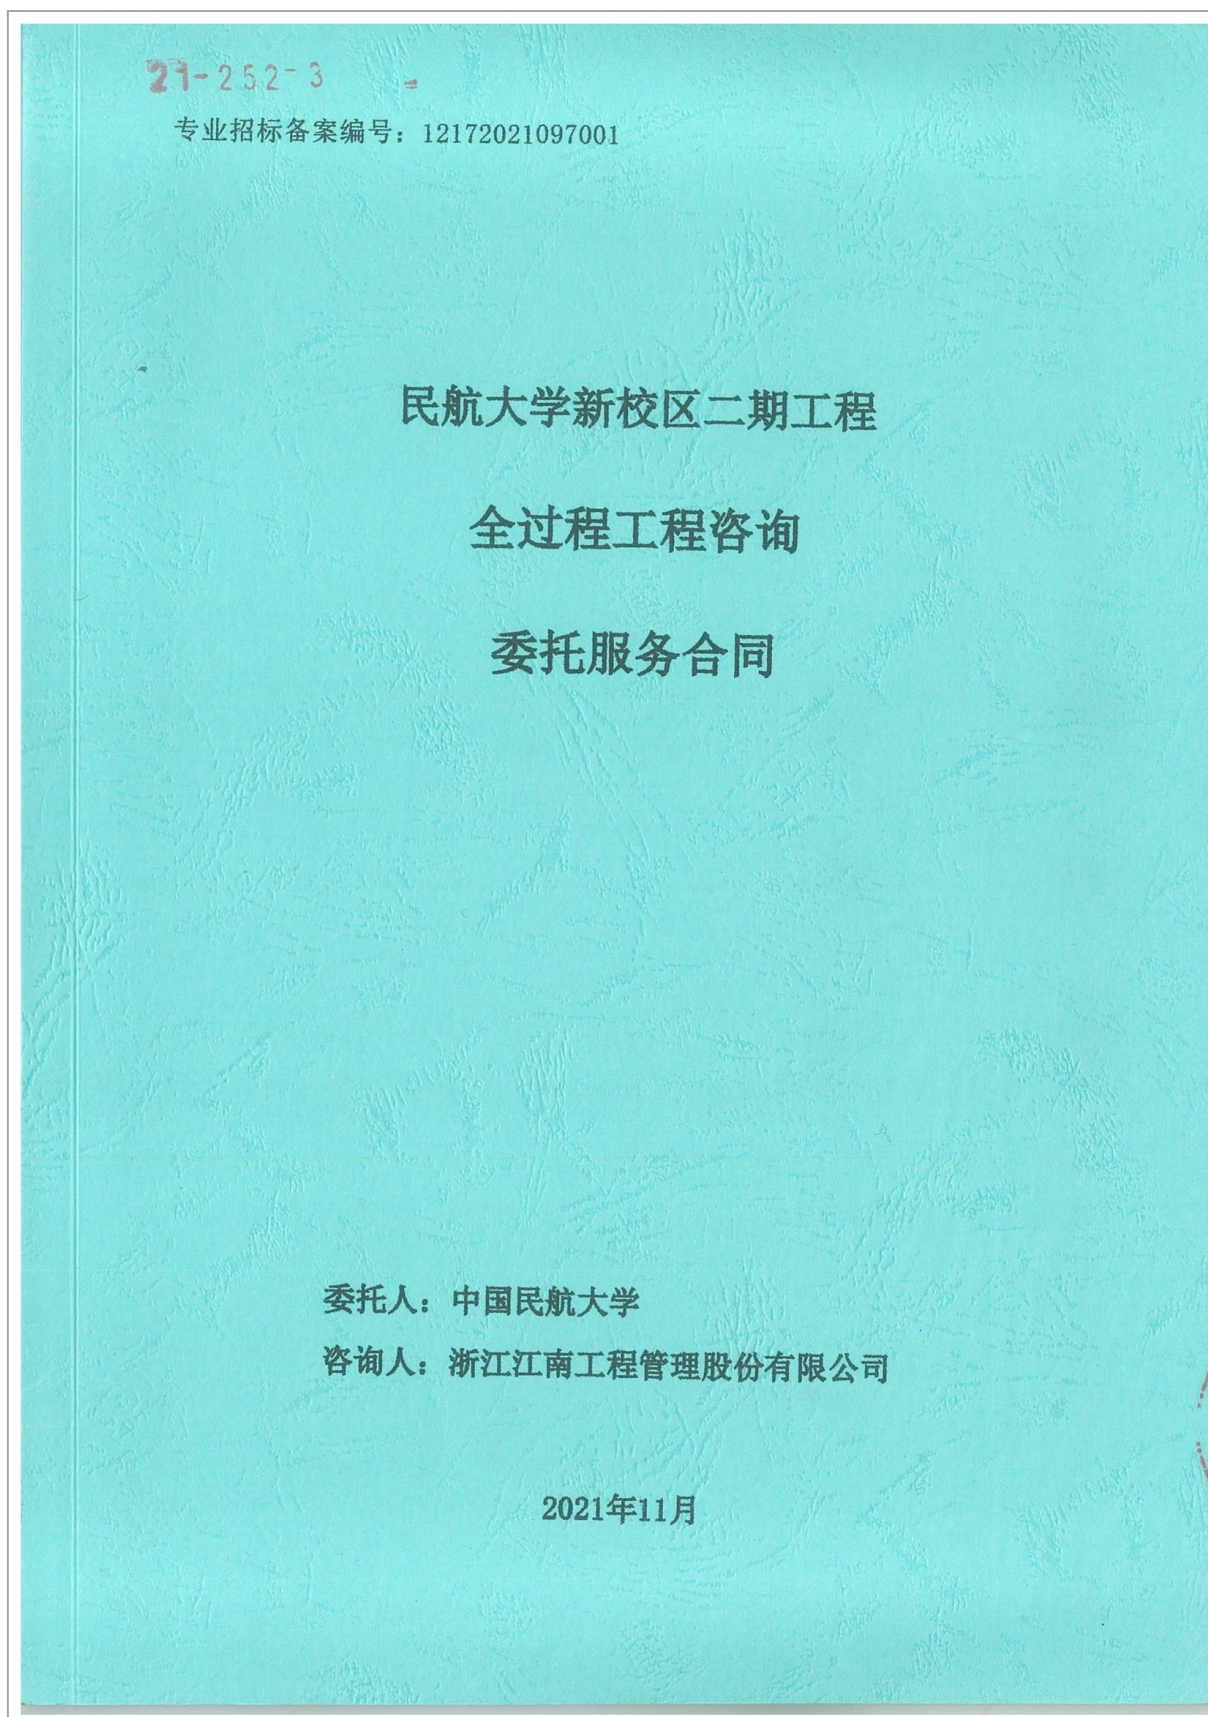 21-252-3
专业招标备案编号：12172021097001
民航大学新校区二期工程
全过程工程咨询
委托服务合同
委托人：中国民航大学
咨询人：浙江江南工程管理股份有限公司
2021年11月